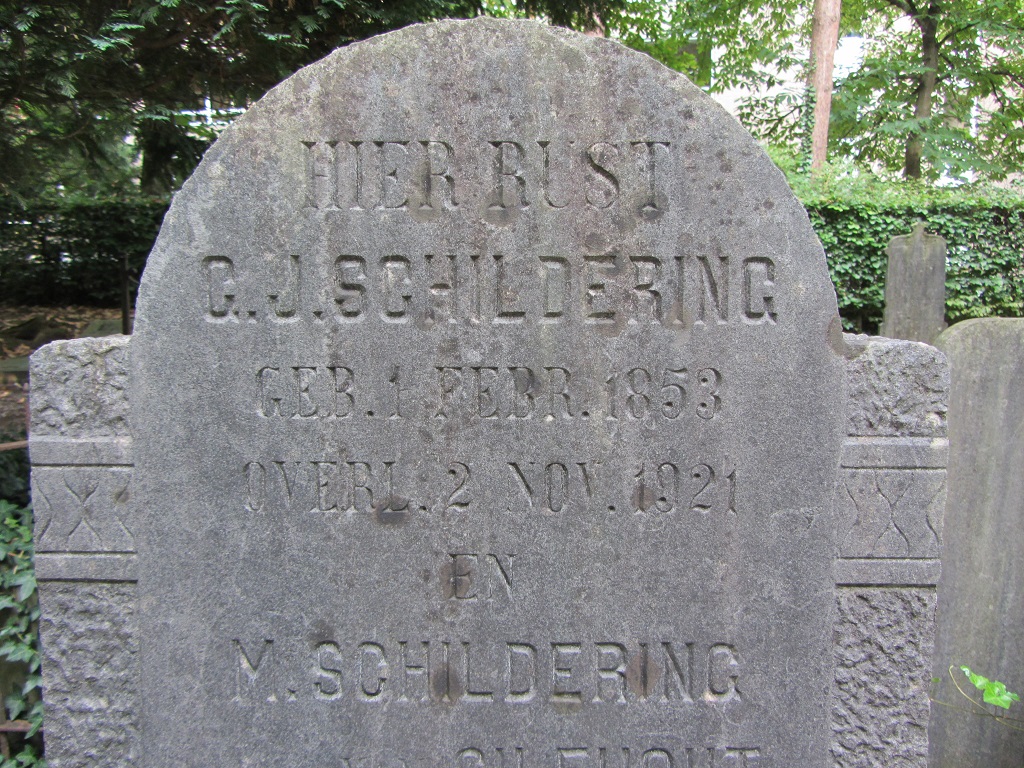 HIER RUST
G.J. SCHILDERING
GEB. 1 FEBR. 1853
OVERL. 2 NOV. 1921
EN
M. SCHILDERING